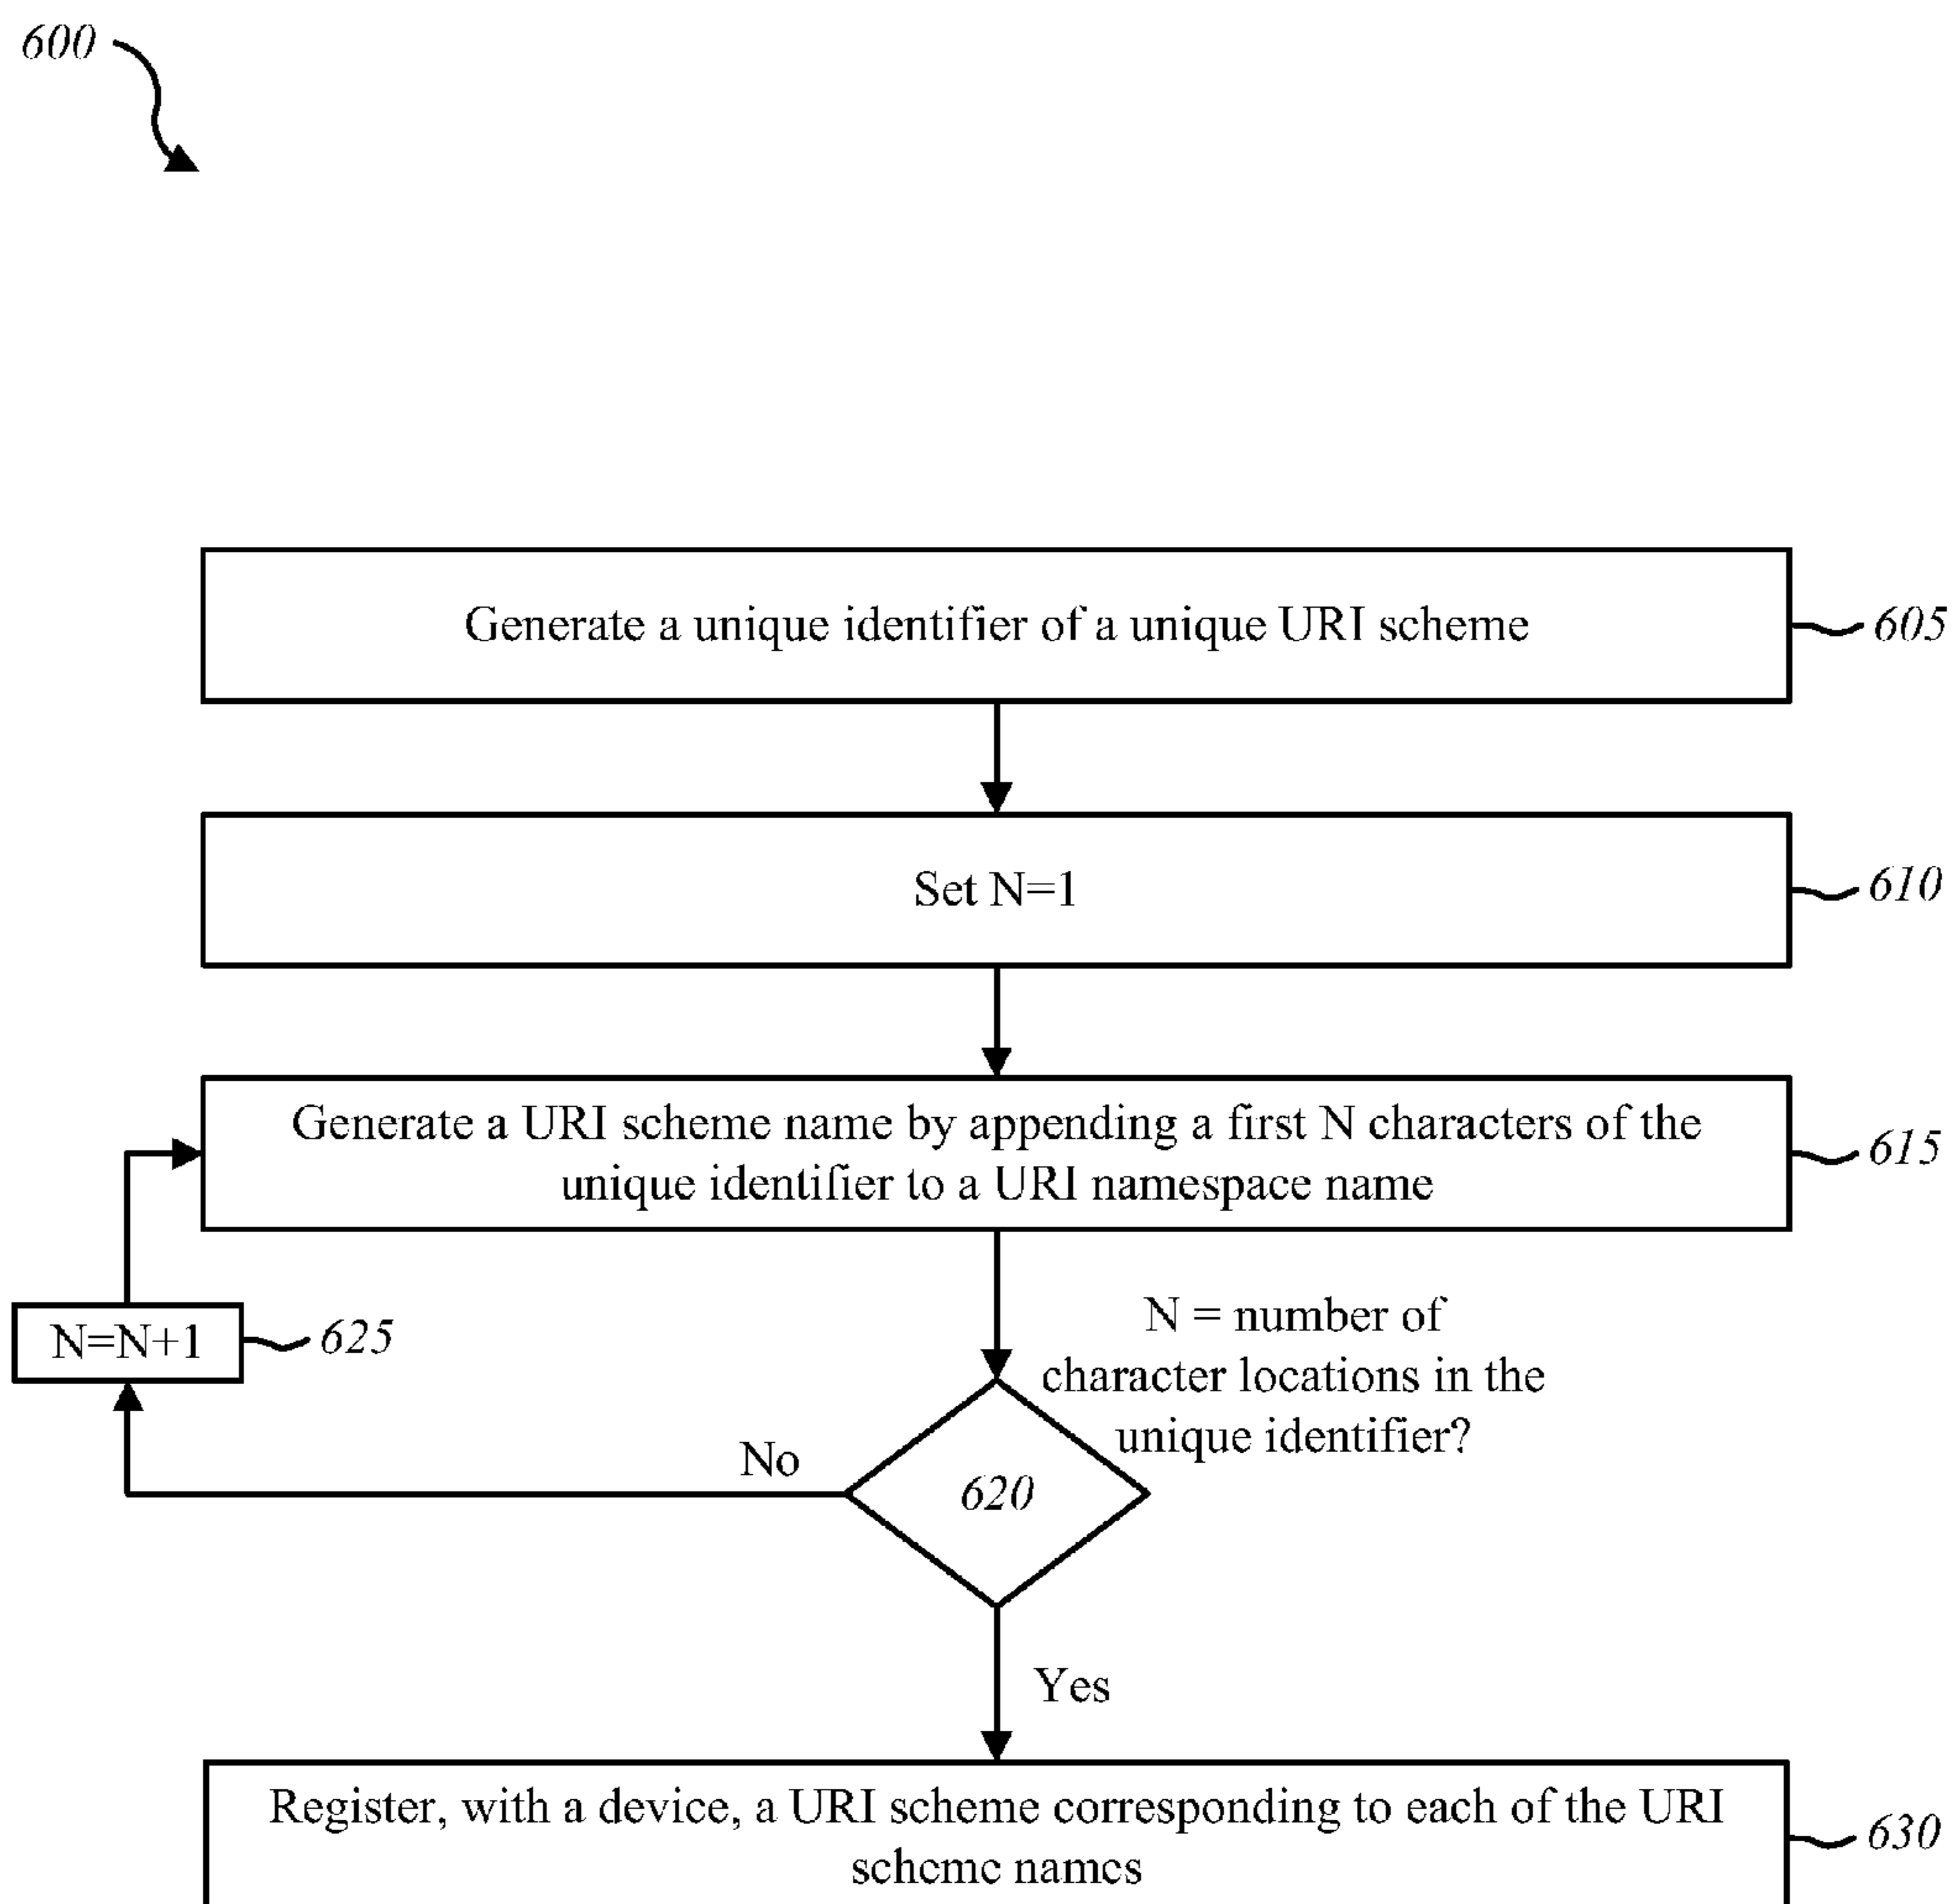 600
Generate a unique identifier of a unique URI scheme
605
Set N=1
610
Generate a URI scheme name by appending a first N characters of the
unique identifier to a URI namespace name
615
N=N+1
625
N = number of
character locations in the
unique identifier?
No
620
Yes
Register, with a device, a URI scheme corresponding to each of the URI
scheme names
630